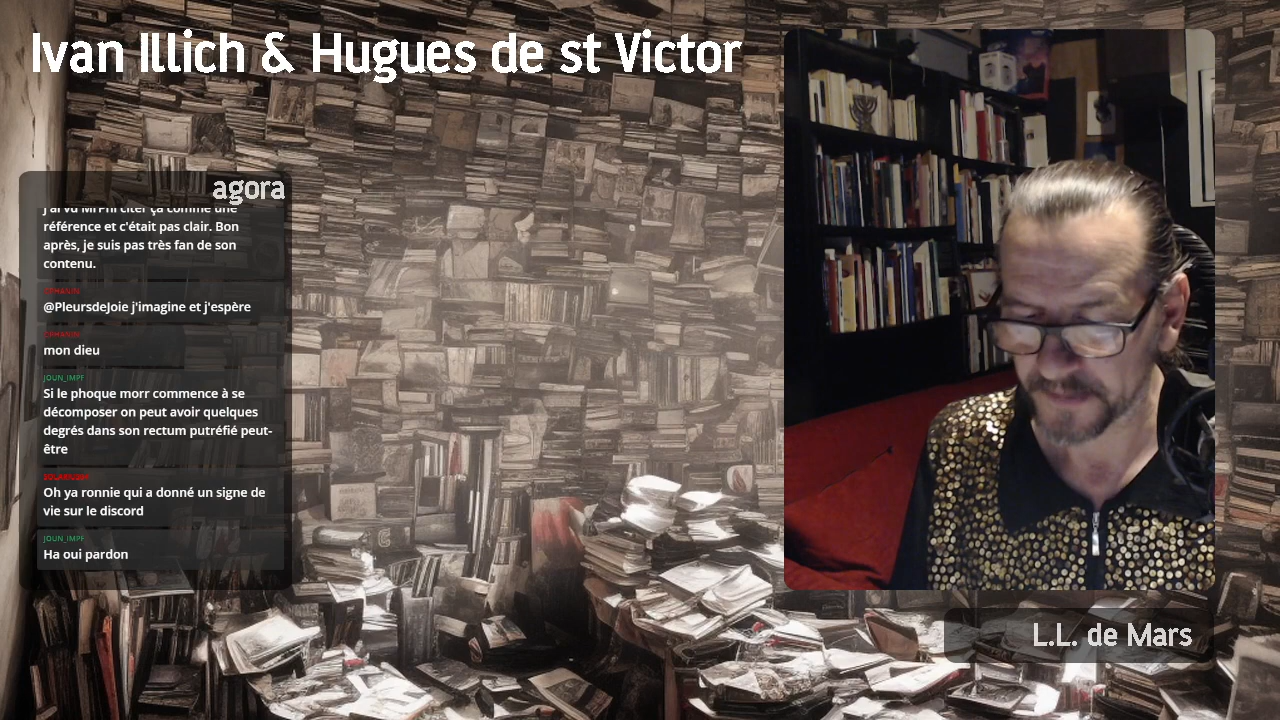 Ivan Illich & Hugues de st Victor
agora
référence et c'était pas clair. Bon
après, je suis pas très fan de son
contenu.
@PleursdeJoie j'imagine et j'espère
mon dieu
JOUN_IMPF
Si le phoque morr commence à se
décomposer on peut avoir quelques
degrés dans son rectum putréfié peut-
être
Oh ya ronnie qui a donné un signe de
vie sur le discord
JOUN_IMPF
Ha oui pardon
L.L. de Mars